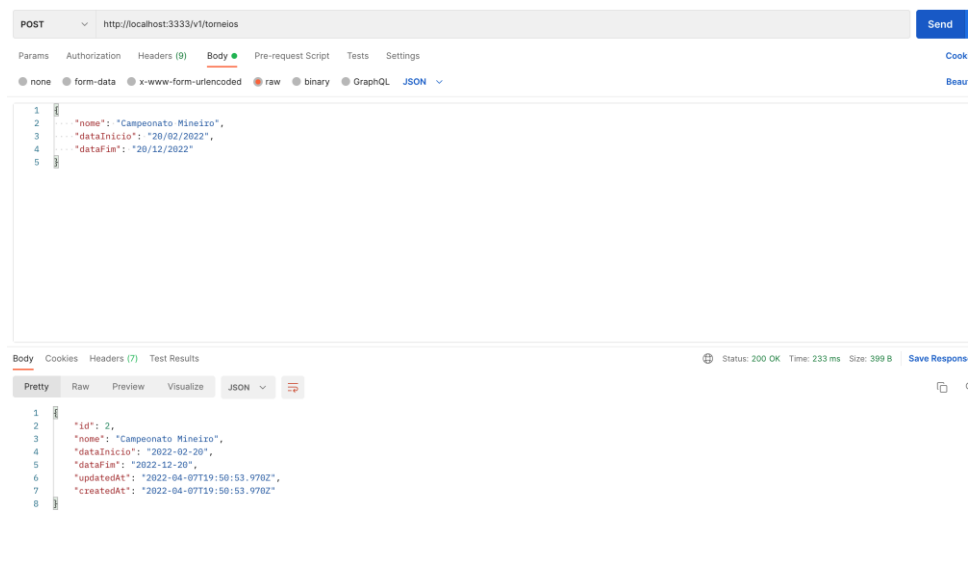 POST http://localhost:3333/v1/torneios Send
Params Authorization Headers (9) Body Pre-request Script Tests Settings Cook
none form-data x-www-form-urlencoded raw binary GraphQL JSON Beau
1 {
2 "nome": "Campeonato Mineiro",
3 "dataInicio": "20/02/2022",
4 "dataFim": "20/12/2022"
5 }
Body Cookies Headers (7) Test Results Status: 200 OK Time: 233 ms Size: 399 B Save Respons
Pretty Raw Preview Visualize JSON
1 {
2 "id": 2,
3 "nome": "Campeonato Mineiro",
4 "dataInicio": "2022-02-20",
5 "dataFim": "2022-12-20",
6 "updatedAt": "2022-04-07T19:50:53.970Z",
7 "createdAt": "2022-04-07T19:50:53.970Z"
8 }